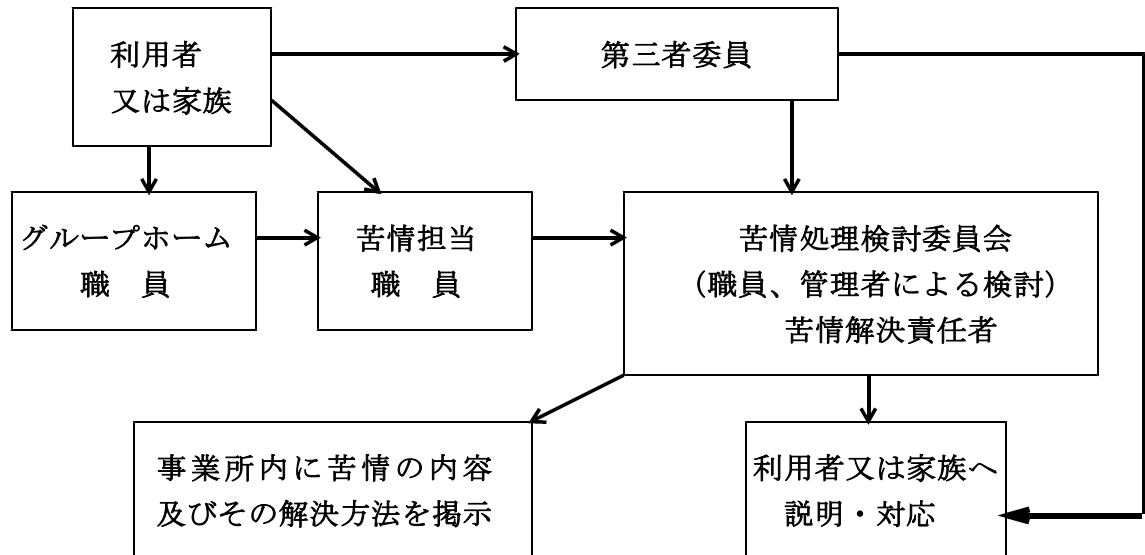 利用者
又は家族
第三者委員
グループホーム
職　員
苦情担当
職　員
苦情処理検討委員会
（職員、管理者による検討）
苦情解決責任者
事業所内に苦情の内容
及びその解決方法を掲示
利用者又は家族へ
説明・対応